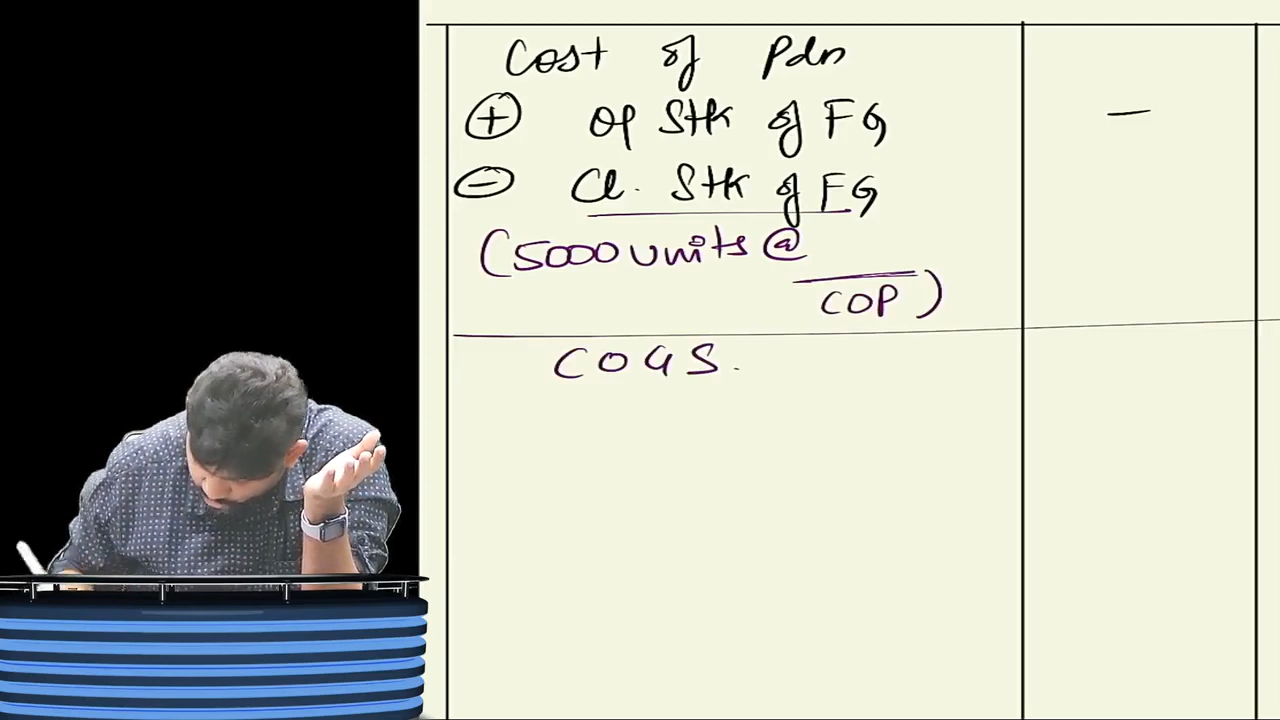 Cost of Pdn
+ Op Stk of FG —
- Cl. Stk of FG
(5000 units @
COP)
COGS.